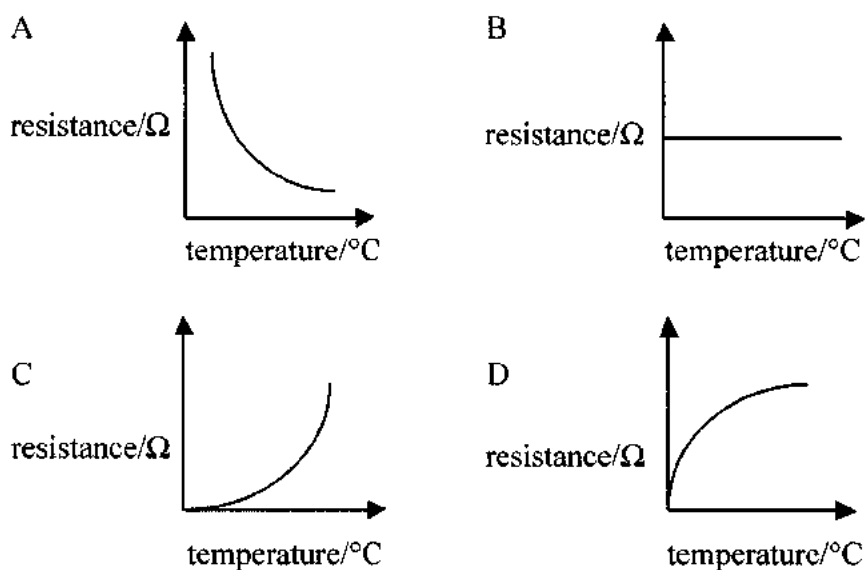 A
resistance/Ω
temperature/°C
B
resistance/Ω
temperature/°C
C
resistance/Ω
temperature/°C
D
resistance/Ω
temperature/°C